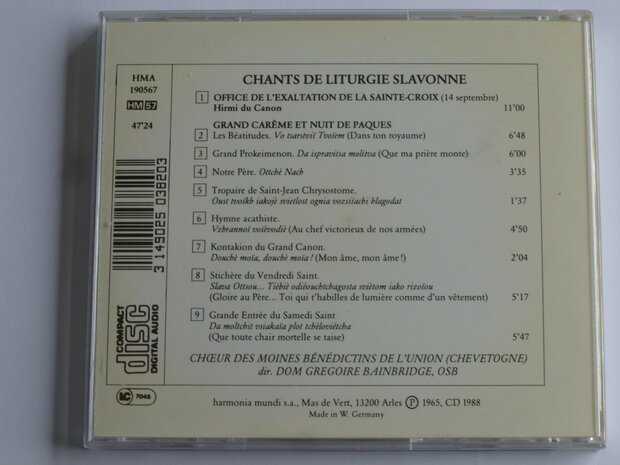 HMA
190567
HM 57
47'24
3 149025 038203
COMPACT
disc
DIGITAL AUDIO
LC 7045
CHANTS DE LITURGIE SLAVONNE
1 OFFICE DE L'EXALTATION DE LA SAINTE-CROIX (14 septembre)
Hirmi du Canon 11'00
GRAND CARÊME ET NUIT DE PAQUES
2 Les Béatitudes. Vo tsarstvii Tvoïem (Dans ton royaume) 6'48
3 Grand Prokeimenon. Da ispravitsa molitva (Que ma prière monte) 6'00
4 Notre Père. Ottchè Nach 3'35
5 Tropaire de Saint-Jean Chrysostome.
Oust tvoïkh iakojè svietlost ognia vozsiïachi blagodat 1'37
6 Hymne acathiste.
Vzbrannoï voïèvodiè (Au chef victorieux de nos armées) 4'50
7 Kontakion du Grand Canon.
Douchè moïa, douchè moïa ! (Mon âme, mon âme !) 2'04
8 Stichère du Vendredi Saint.
Slava Ottsou... Tièbiè odiéouchtchagosta sviètom iako rizoïou
(Gloire au Père... Toi qui t'habilles de lumière comme d'un vêtement) 5'17
9 Grande Entrée du Samedi Saint
Da moltchit vsiakaïa plot tchèloviétcha
(Que toute chair mortelle se taise) 5'47
CHŒUR DES MOINES BÉNÉDICTINS DE L'UNION (CHEVETOGNE)
dir. DOM GREGOIRE BAINBRIDGE, OSB
harmonia mundi s.a., Mas de Vert, 13200 Arles Ⓟ 1965, CD 1988
Made in W. Germany